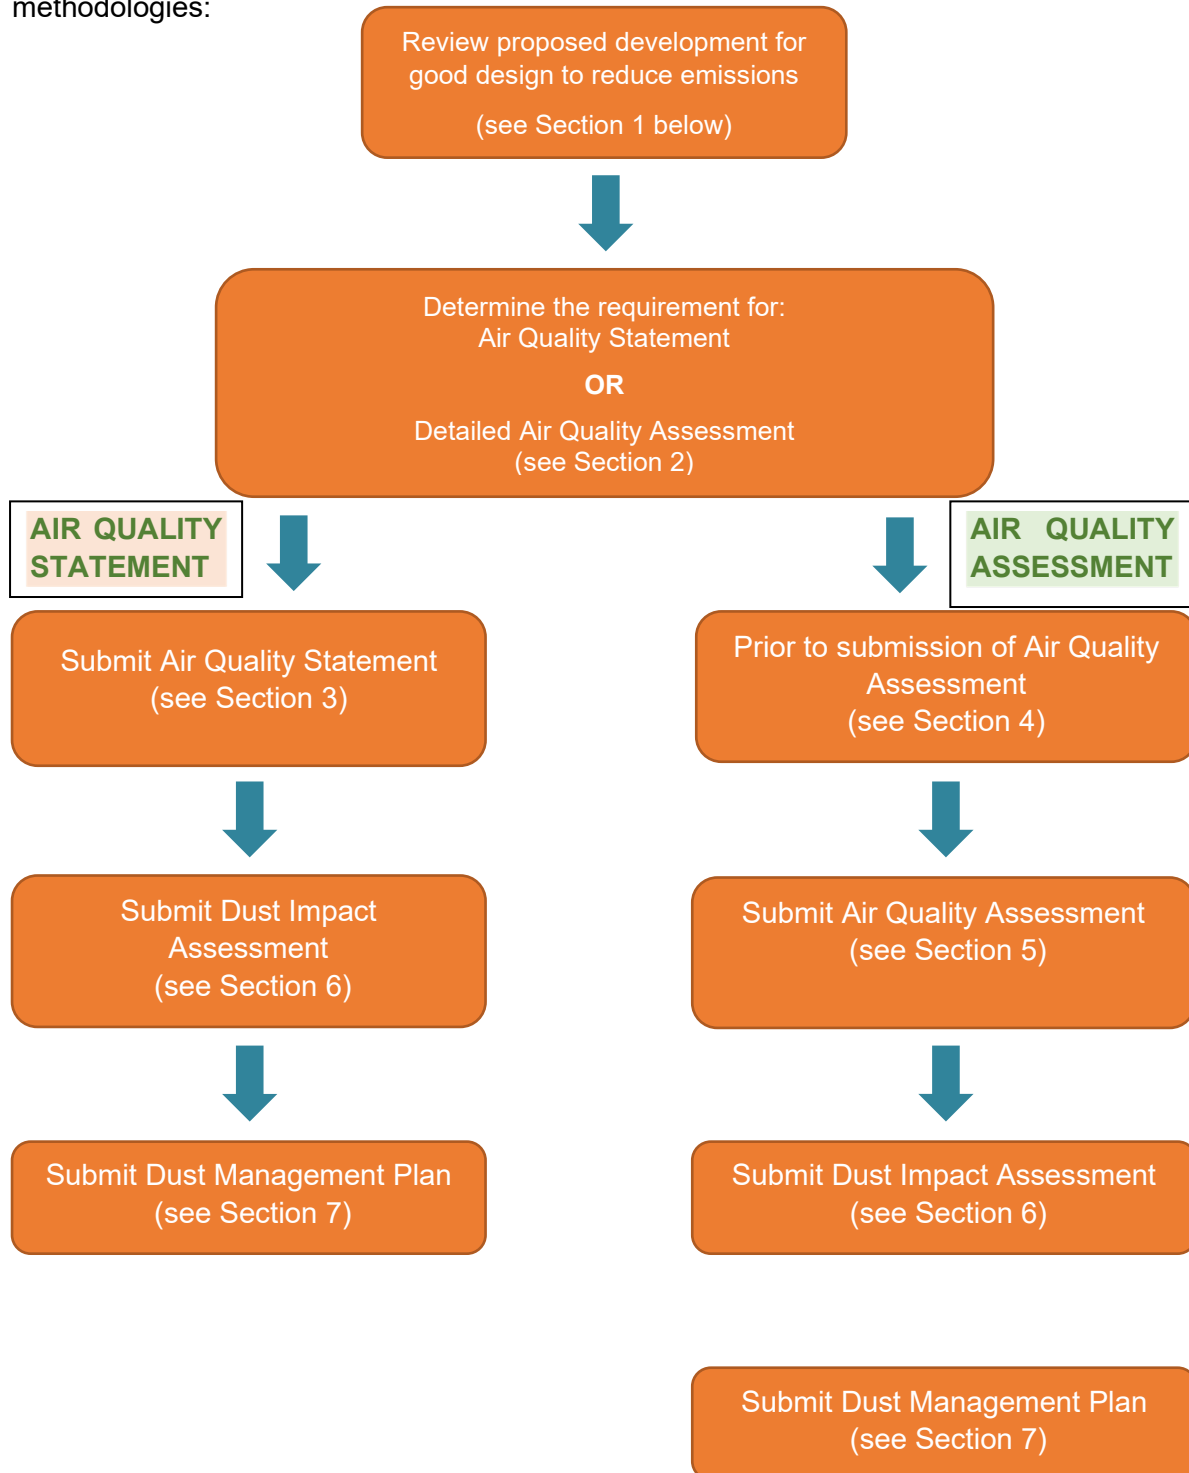 methodologies:
Review proposed development for
good design to reduce emissions
(see Section 1 below)
Determine the requirement for:
Air Quality Statement
OR
Detailed Air Quality Assessment
(see Section 2)
AIR QUALITY
STATEMENT
AIR QUALITY
ASSESSMENT
Submit Air Quality Statement
(see Section 3)
Prior to submission of Air Quality
Assessment
(see Section 4)
Submit Dust Impact
Assessment
(see Section 6)
Submit Air Quality Assessment
(see Section 5)
Submit Dust Management Plan
(see Section 7)
Submit Dust Impact Assessment
(see Section 6)
Submit Dust Management Plan
(see Section 7)